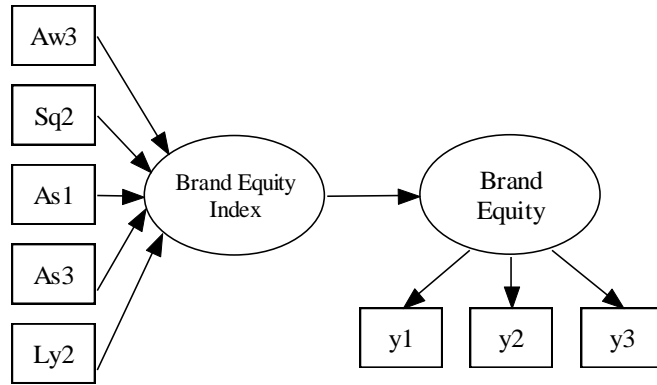 Aw3
Sq2
As1
As3
Ly2
Brand Equity
Index
Brand
Equity
y1
y2
y3